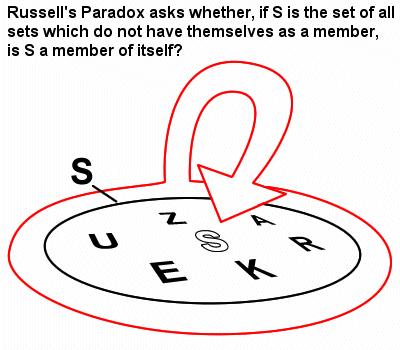 Russell's Paradox asks whether, if S is the set of all
sets which do not have themselves as a member,
is S a member of itself?
S
Z
A
U
S
R
E
K